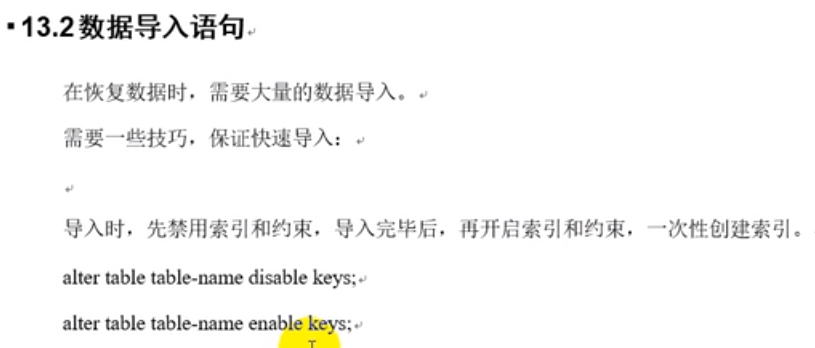 13.2数据导入语句
在恢复数据时，需要大量的数据导入。
需要一些技巧，保证快速导入：
导入时，先禁用索引和约束，导入完毕后，再开启索引和约束，一次性创建索引。
alter table table-name disable keys;
alter table table-name enable keys;